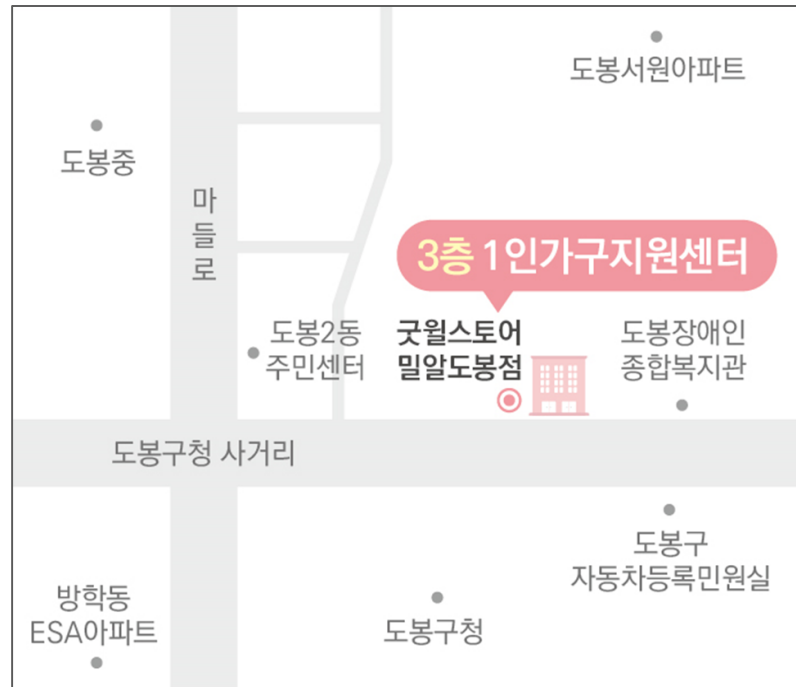 도봉서원아파트
도봉중
마들로
3층 1인가구지원센터
도봉2동
주민센터
굿윌스토어
밀알도봉점
도봉장애인
종합복지관
도봉구청 사거리
도봉구
자동차등록민원실
방학동
ESA아파트
도봉구청